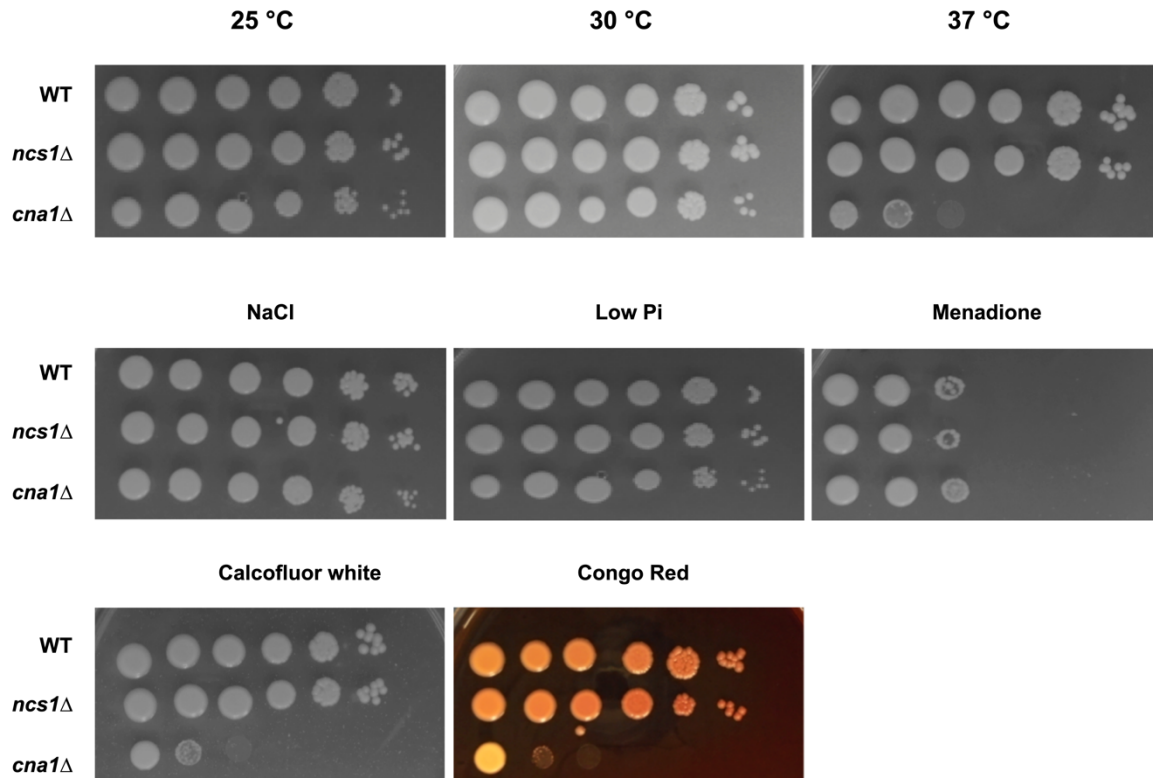 25 °C 30 °C 37 °C
WT
ncs1Δ
cna1Δ
NaCl Low Pi Menadione
WT
ncs1Δ
cna1Δ
Calcofluor white Congo Red
WT
ncs1Δ
cna1Δ